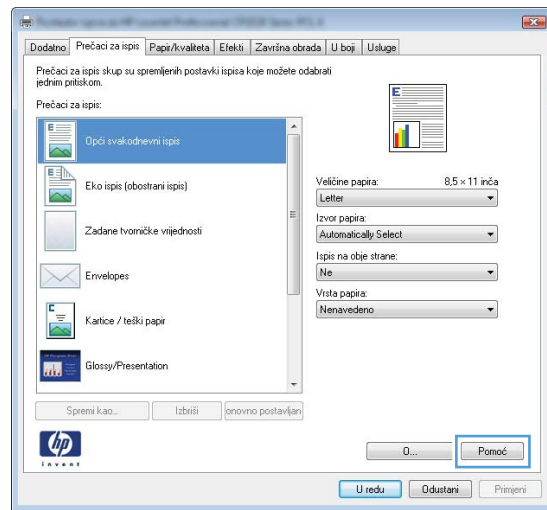 Dodatno Prečaci za ispis Papir/kvaliteta Efekti Završna obrada U boji Usluge
Prečaci za ispis skup su spremljenih postavki ispisa koje možete odabrati
jednim pritiskom.
Prečaci za ispis:
E
Opći svakodnevni ispis
E
Eko ispis (obostrani ispis)
Zadane tvorničke vrijednosti
Envelopes
C
Kartice / teški papir
Glossy/Presentation
Spremi kao...
Izbriši
onovno postavljan
E
Veličine papira: 8,5 × 11 inča
Letter
Izvor papira:
Automatically Select
Ispis na obje strane:
Ne
Vrsta papira:
Nenavedeno
hp
invent
O...
Pomoć
U redu
Odustani
Primjeni